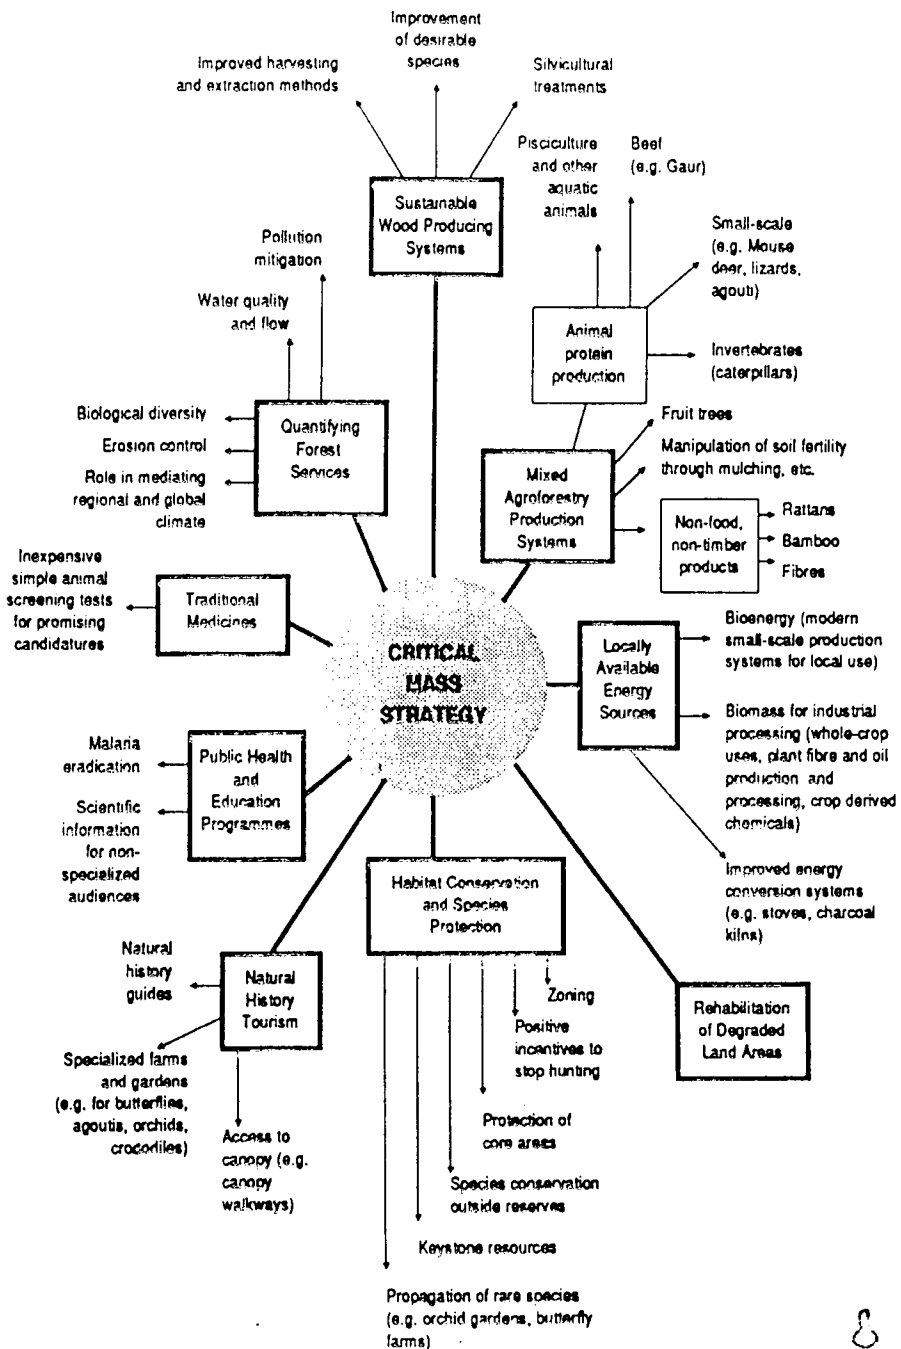 Improvement
of desirable
species
Improved harvesting
and extraction methods
Silvicultural
treatments
Sustainable
Wood Producing
Systems
Pisciculture
and other
aquatic
animals
Beef
(e.g. Gaur)
Small-scale
(e.g. Mouse
deer, lizards,
agouti)
Animal
protein
production
Invertebrates
(caterpillars)
Pollution
mitigation
Water quality
and flow
Biological diversity
Erosion control
Role in mediating
regional and global
climate
Quantifying
Forest
Services
Fruit trees
Manipulation of soil fertility
through mulching, etc.
Mixed
Agroforestry
Production
Systems
Non-food,
non-timber
products
Rattans
Bamboo
Fibres
Inexpensive
simple animal
screening tests
for promising
candidatures
Traditional
Medicines
CRITICAL
MASS
STRATEGY
Locally
Available
Energy
Sources
Bioenergy (modern
small-scale production
systems for local use)
Biomass for industrial
processing (whole-crop
uses, plant fibre and oil
production and
processing, crop derived
chemicals)
Improved energy
conversion systems
(e.g. stoves, charcoal
kilns)
Malaria
eradication
Scientific
information
for non-
specialized
audiences
Public Health
and
Education
Programmes
Habitat Conservation
and Species
Protection
Natural
history
guides
Natural
History
Tourism
Specialized farms
and gardens
(e.g. for butterflies,
agoutis, orchids,
crocodiles)
Access to
canopy (e.g.
canopy
walkways)
Zoning
Positive
incentives to
stop hunting
Protection of
core areas
Species conservation
outside reserves
Keystone resources
Propagation of rare species
(e.g. orchid gardens, butterfly
farms)
Rehabilitation
of Degraded
Land Areas
8